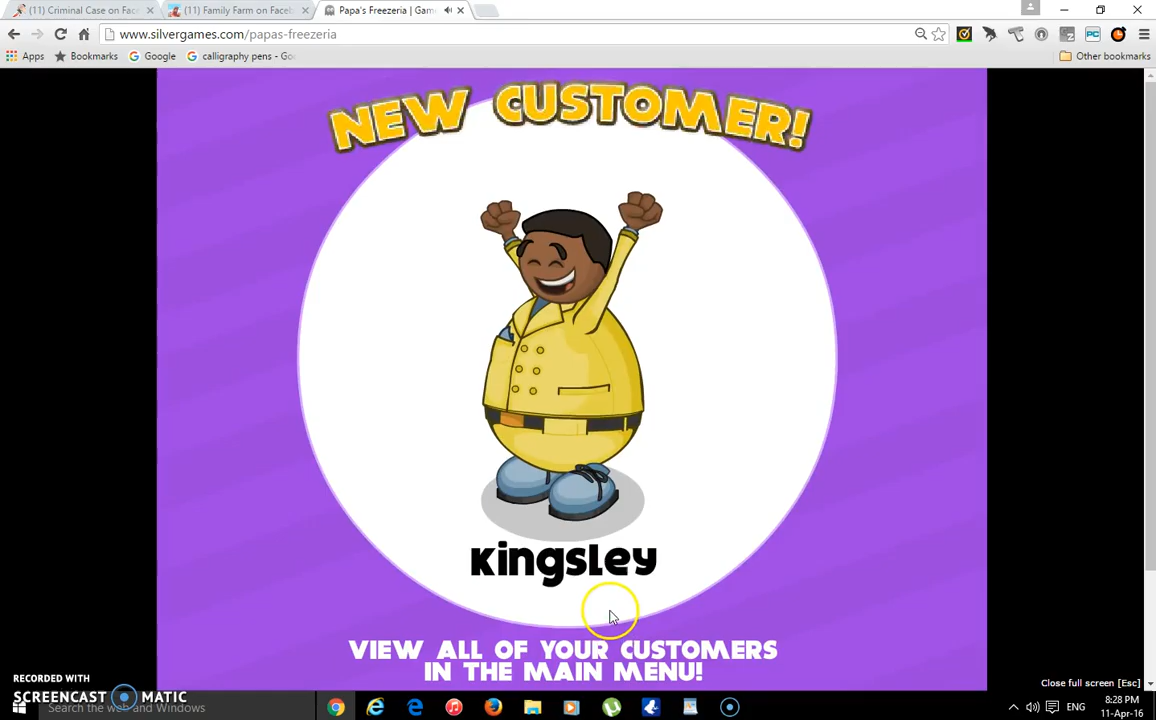 (11) Criminal Case on Fac
(11) Family Farm on Faceb
Papa's Freezeria | Gam
www.silvergames.com/papas-freezeria
Apps
Bookmarks
Google
calligraphy pens - Go
Other bookmarks
PC
NEW CUSTOMER!
Kingsley
VIEW ALL OF YOUR CUSTOMERS
IN THE MAIN MENU!
RECORDED WITH
SCREENCAST MATIC
Close full screen [Esc]
Search the web and Windows
ENG
8:28 PM
11-Apr-16